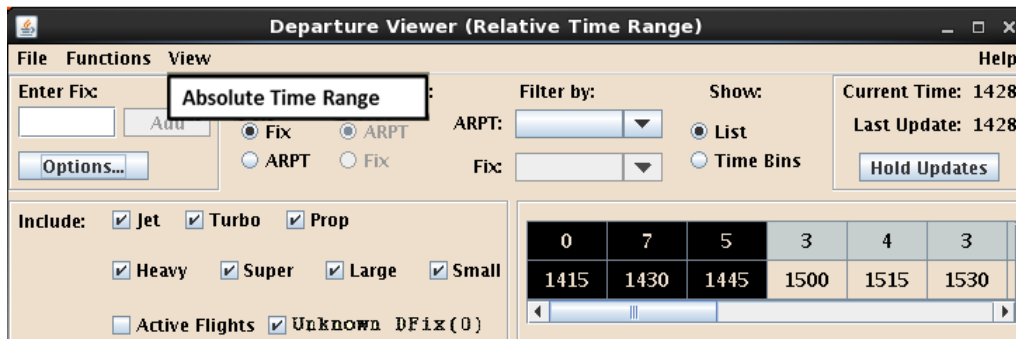 Departure Viewer (Relative Time Range)
File Functions View Help
Enter Fix: : Filter by: Show: Current Time: 1428
Absolute Time Range
Add Fix ARPT ARPT: List Last Update: 1428
Options... ARPT Fix Fix: Time Bins Hold Updates
Include: Jet Turbo Prop
Heavy Super Large Small
Active Flights Unknown DFix(0)
0 7 5 3 4 3
1415 1430 1445 1500 1515 1530